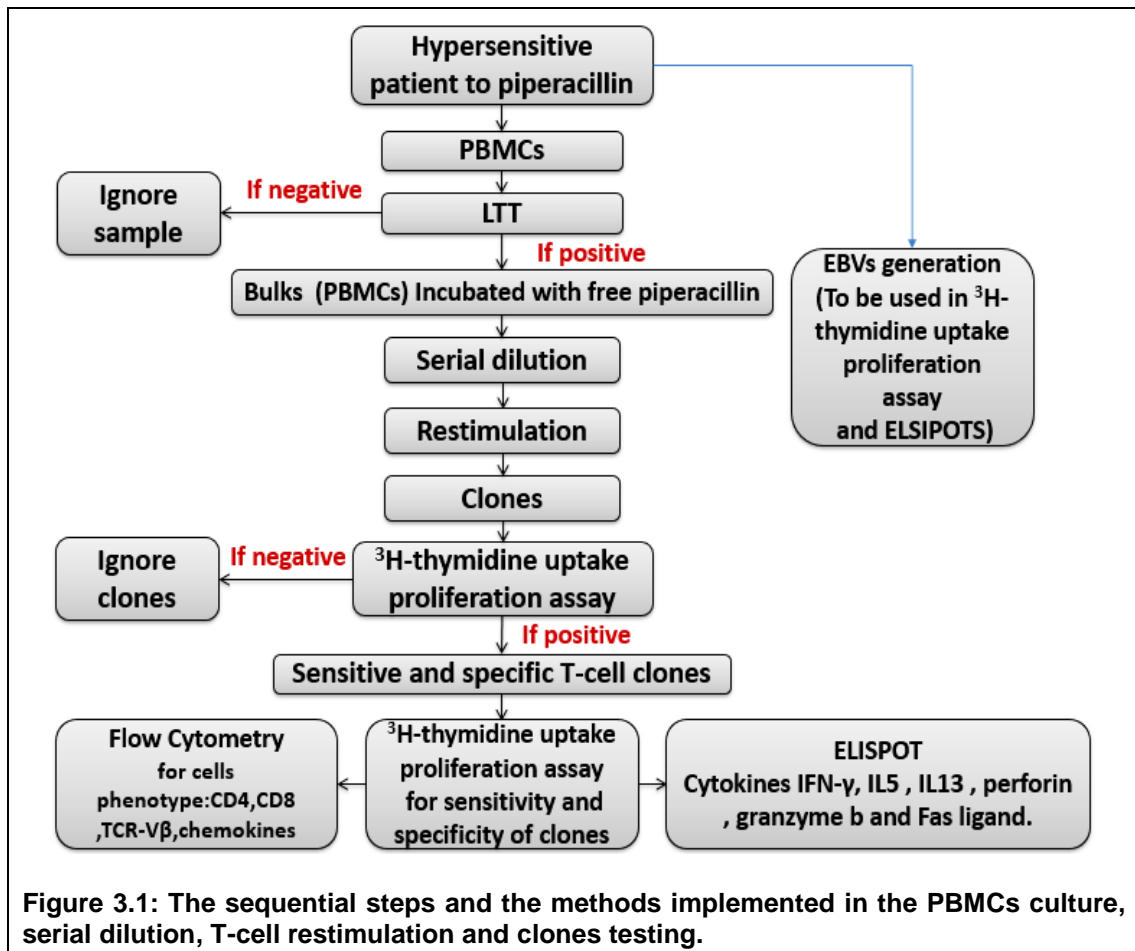 Hypersensitive
patient to piperacillin
PBMCs
If negative
Ignore
sample
LTT
If positive
EBVs generation
(To be used in ³H-
thymidine uptake
proliferation
assay
and ELSIPOTS)
Bulks (PBMCs) Incubated with free piperacillin
Serial dilution
Restimulation
Clones
If negative
Ignore
clones
³H-thymidine uptake
proliferation assay
If positive
Sensitive and specific T-cell clones
Flow Cytometry
for cells
phenotype:CD4,CD8
,TCR-Vβ,chemokines
³H-thymidine uptake
proliferation assay
for sensitivity and
specificity of clones
ELISPOT
Cytokines IFN-γ, IL5 , IL13 , perforin
, granzyme b and Fas ligand.
Figure 3.1: The sequential steps and the methods implemented in the PBMCs culture,
serial dilution, T-cell restimulation and clones testing.